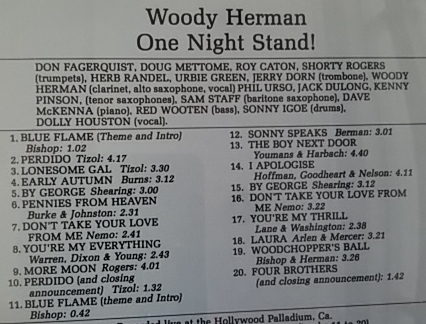 Woody Herman
One Night Stand!
DON FAGERQUIST, DOUG METTOME, ROY CATON, SHORTY ROGERS
(trumpets), HERB RANDEL, URBIE GREEN, JERRY DORN (trombone), WOODY
HERMAN (clarinet, alto saxophone, vocal) PHIL URSO, JACK DULONG, KENNY
PINSON, (tenor saxophones), SAM STAFF (baritone saxophone), DAVE
McKENNA (piano), RED WOOTEN (bass), SONNY IGOE (drums),
DOLLY HOUSTON (vocal).
1. BLUE FLAME (Theme and Intro)
Bishop: 1.02
2. PERDIDO Tizol: 4.17
3. LONESOME GAL Tizol: 3.30
4. EARLY AUTUMN Burns: 3.12
5. BY GEORGE Shearing: 3.00
6. PENNIES FROM HEAVEN
Burke & Johnston: 2.31
7. DON'T TAKE YOUR LOVE
FROM ME Nemo: 2.41
8. YOU'RE MY EVERYTHING
Warren, Dixon & Young: 2.43
9. MORE MOON Rogers: 4.01
10. PERDIDO (and closing
announcement) Tizol: 1.32
11. BLUE FLAME (theme and Intro)
Bishop: 0.42
12. SONNY SPEAKS Berman: 3.01
13. THE BOY NEXT DOOR
Youmans & Harbach: 4.40
14. I APOLOGISE
Hoffman, Goodheart & Nelson: 4.11
15. BY GEORGE Shearing: 3.12
16. DON'T TAKE YOUR LOVE FROM
ME Nemo: 3.22
17. YOU'RE MY THRILL
Lane & Washington: 2.38
18. LAURA Arlen & Mercer: 3.21
19. WOODCHOPPER'S BALL
Bishop & Herman: 3.26
20. FOUR BROTHERS
(and closing announcement): 1.42
live at the Hollywood Palladium, Ca.